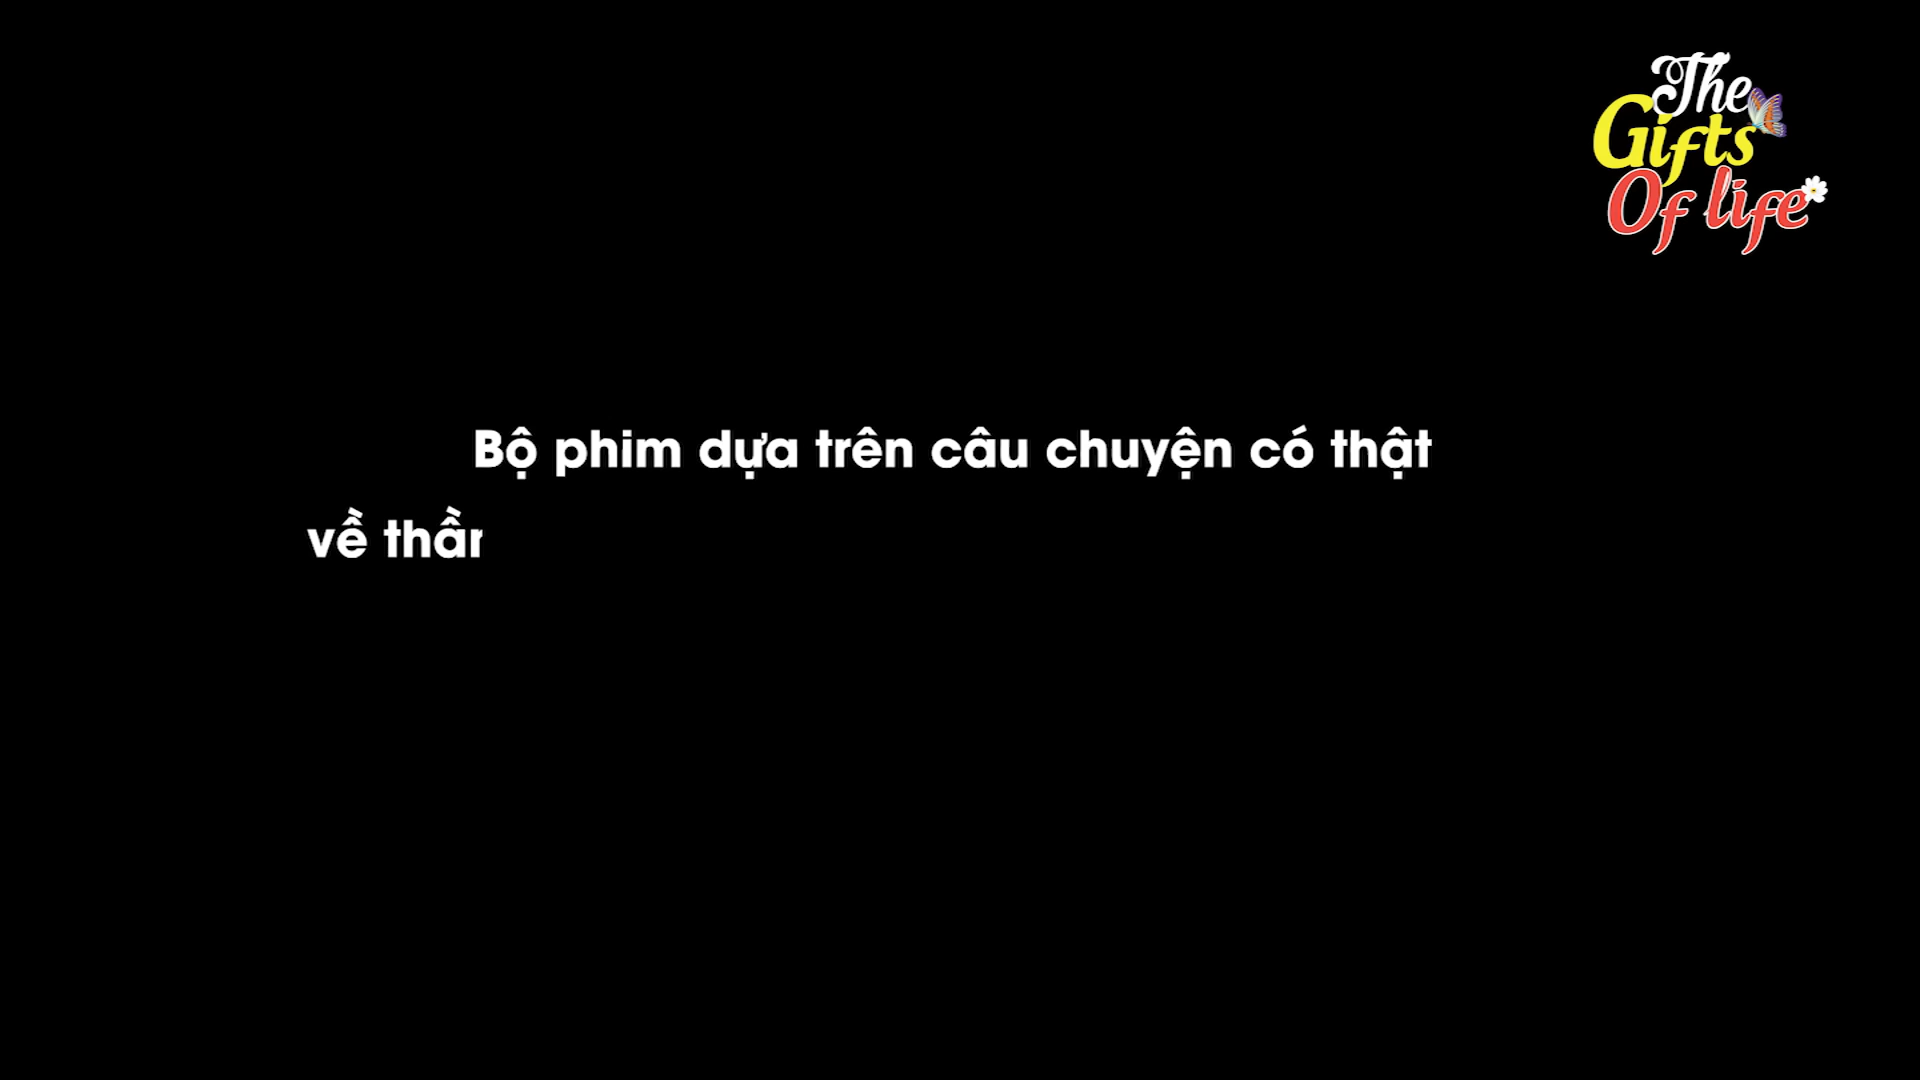 The
Gifts
Of life
Bộ phim dựa trên câu chuyện có thật
về